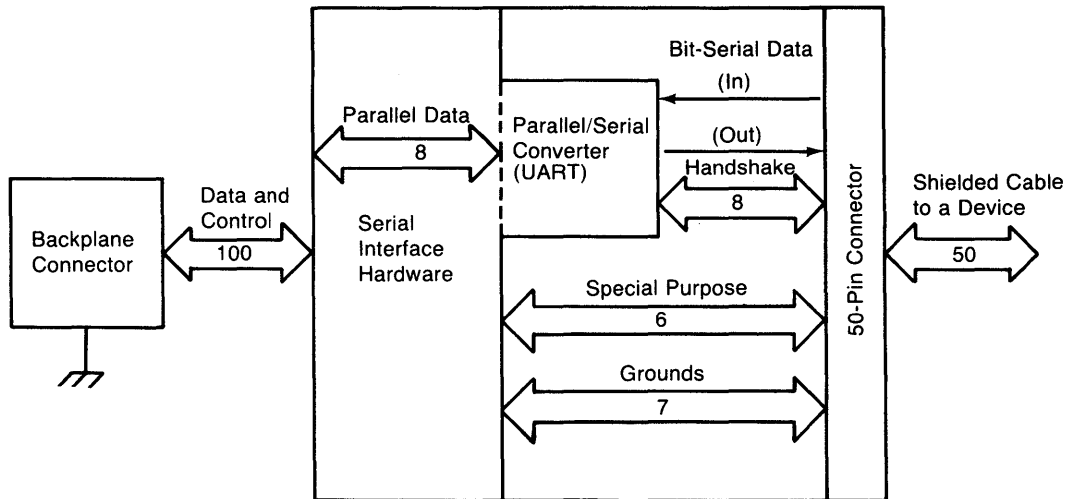 Backplane
Connector
Data and
Control
100
Parallel Data
8
Serial
Interface
Hardware
Parallel/Serial
Converter
(UART)
Bit-Serial Data
(In)
(Out)
Handshake
8
Special Purpose
6
Grounds
7
50-Pin Connector
Shielded Cable
to a Device
50